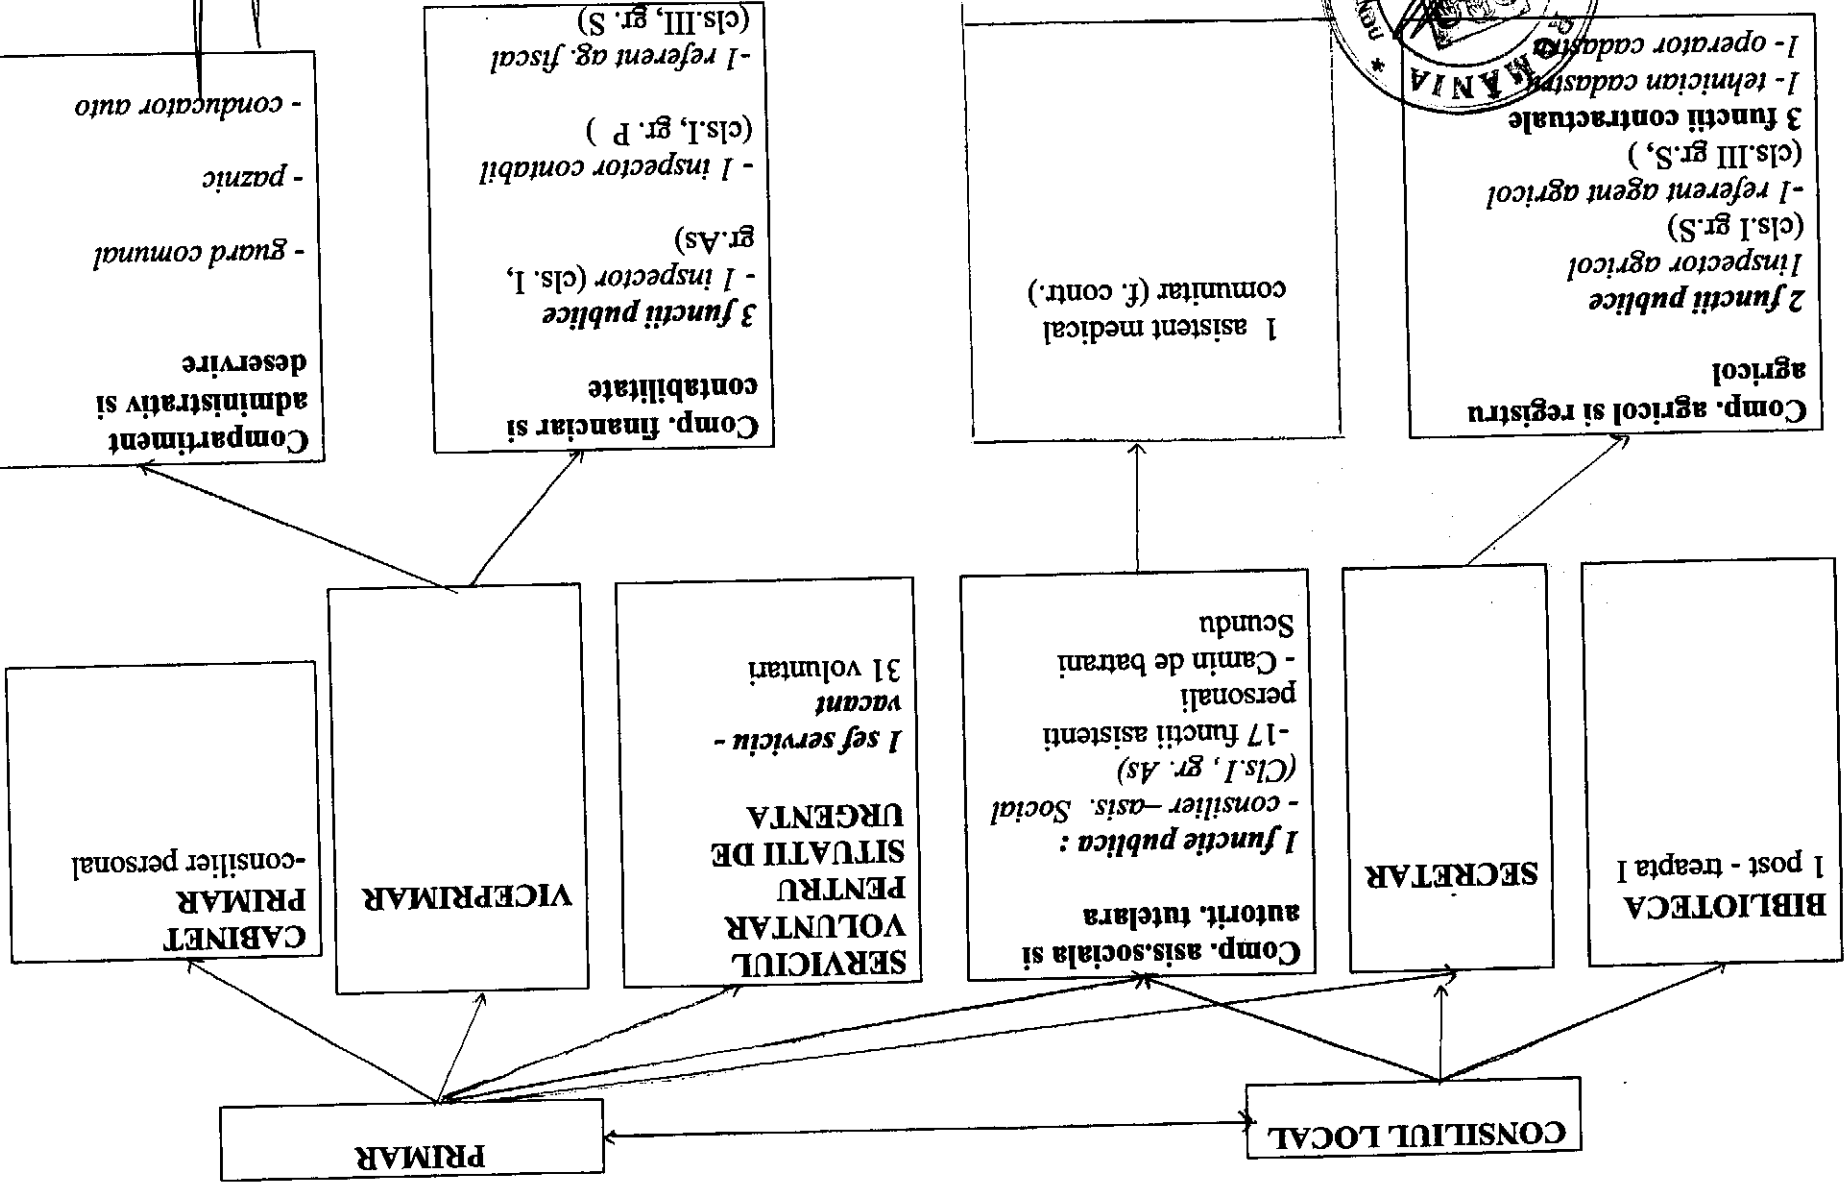 CONSILIUL LOCAL
PRIMAR
BIBLIOTECA
1 post - treapta I
SECRETAR
Comp. asis.sociala si
autorit. tutelara
1 functie publica :
- consilier –asis. Social
(Cls.I, gr. As)
-17 functii asistenti
personali
- Camin de batrani
Scundu
SERVICIUL
VOLUNTAR
PENTRU
SITUATII DE
URGENTA
1 sef serviciu -
vacant
31 voluntari
VICEPRIMAR
CABINET
PRIMAR
-consilier personal
Comp. agricol si registru
agricol
2 functii publice
1inspector agricol
(cls.I gr.S)
-1 referent agent agricol
(cls.III gr.S, )
3 functii contractuale
1- tehnician cadastru
1- operator cadastru
1 asistent medical
comunitar (f. contr.)
Comp. financiar si
contabilitate
3 functii publice
- 1 inspector (cls. I,
gr.As)
- 1 inspector contabil
(cls.I, gr. P )
-1 referent ag. fiscal
(cls.III, gr. S)
Compartiment
administrativ si
deservire
- guard comunal
- paznic
- conducator auto
* ROMÂNIA